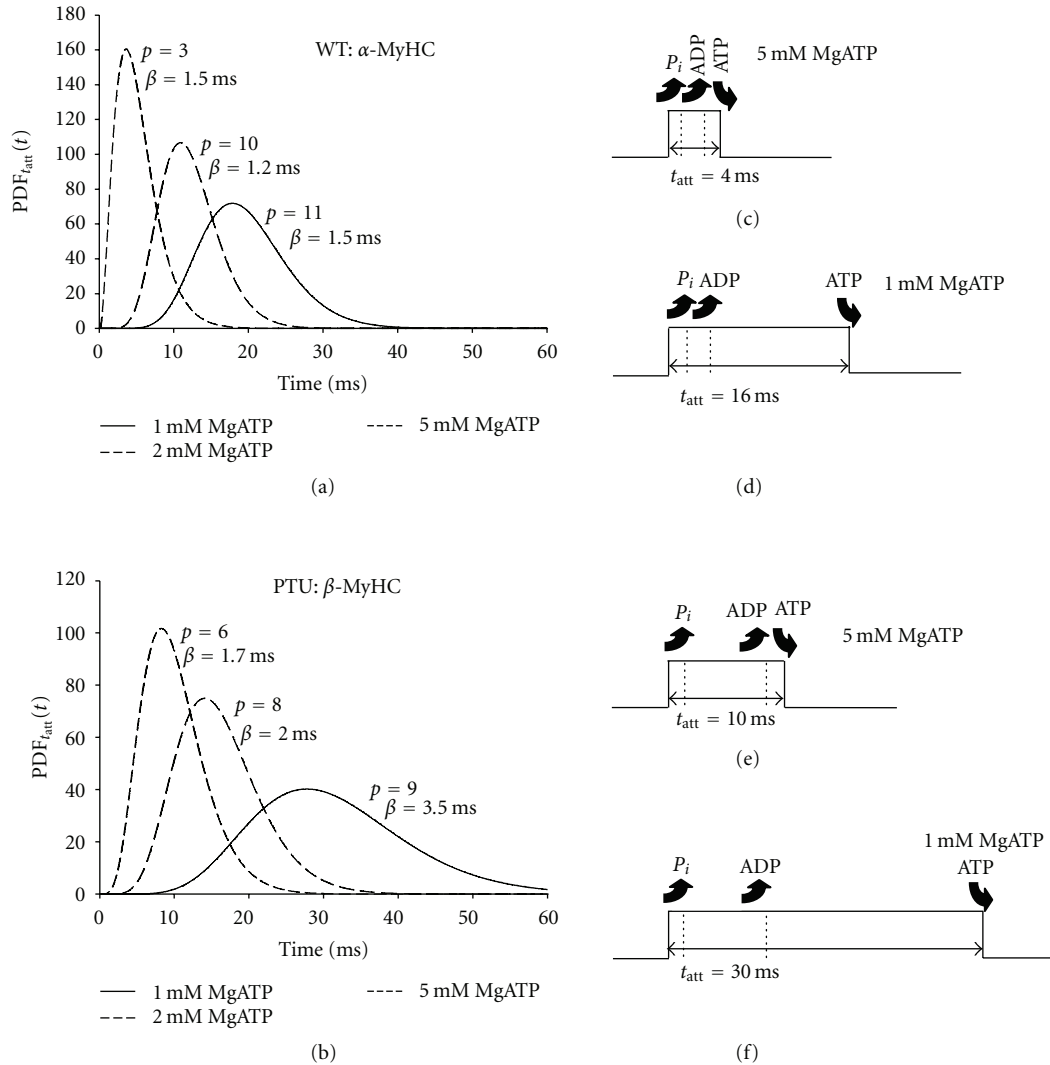 WT: α-MyHC
PDF_{t_att}(t)
180
160
140
120
100
80
60
40
20
0
p = 3
β = 1.5 ms
p = 10
β = 1.2 ms
p = 11
β = 1.5 ms
0 10 20 30 40 50 60
Time (ms)
1 mM MgATP
5 mM MgATP
2 mM MgATP
(a)
P_i
ADP
ATP
5 mM MgATP
t_att = 4 ms
(c)
P_i ADP
ATP
1 mM MgATP
t_att = 16 ms
(d)
PTU: β-MyHC
PDF_{t_att}(t)
120
100
80
60
40
20
0
p = 6
β = 1.7 ms
p = 8
β = 2 ms
p = 9
β = 3.5 ms
0 10 20 30 40 50 60
Time (ms)
1 mM MgATP
5 mM MgATP
2 mM MgATP
(b)
P_i
ADP
ATP
5 mM MgATP
t_att = 10 ms
(e)
P_i
ADP
1 mM MgATP
ATP
t_att = 30 ms
(f)